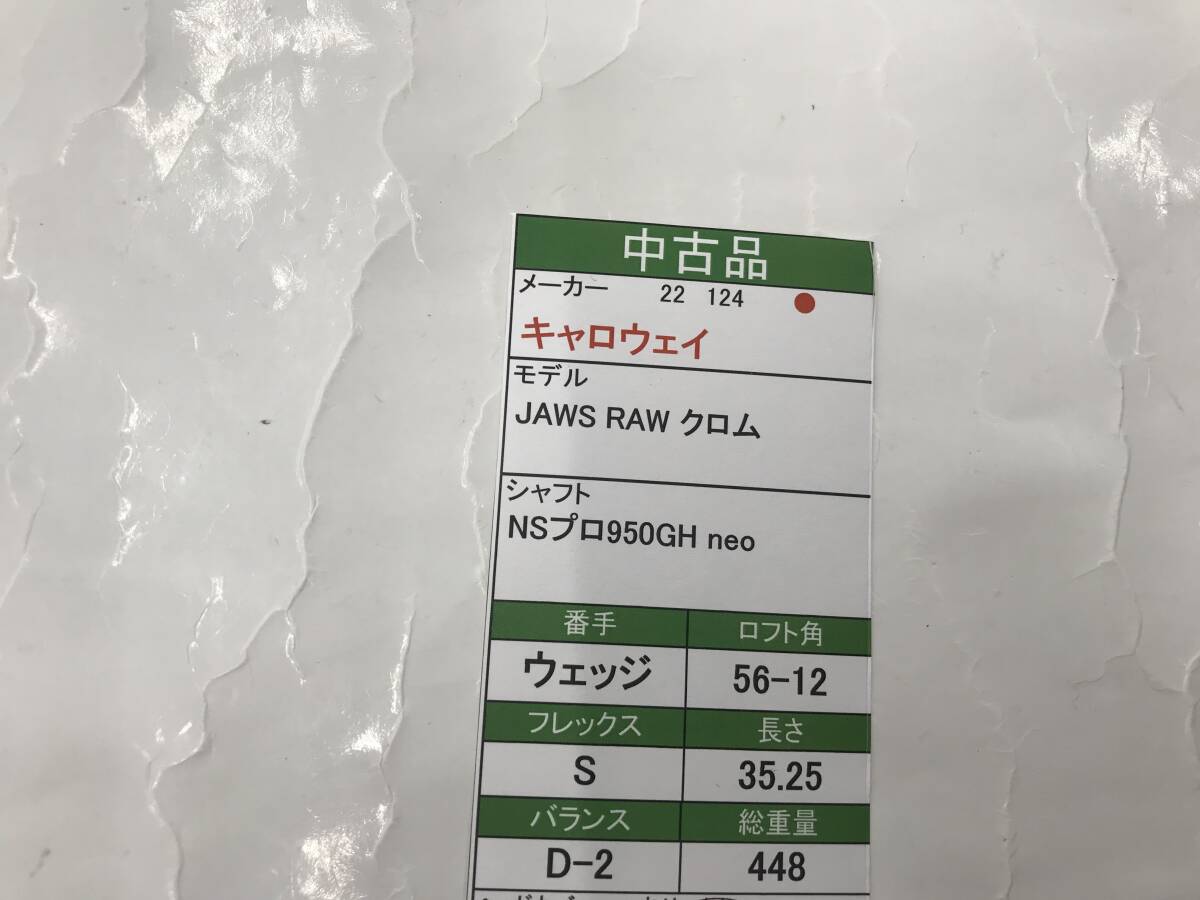 中古品
メーカー 22 124
キャロウェイ
モデル
JAWS RAW クロム
シャフト
NSプロ950GH neo
番手 ロフト角
ウェッジ 56-12
フレックス 長さ
S 35.25
バランス 総重量
D-2 448